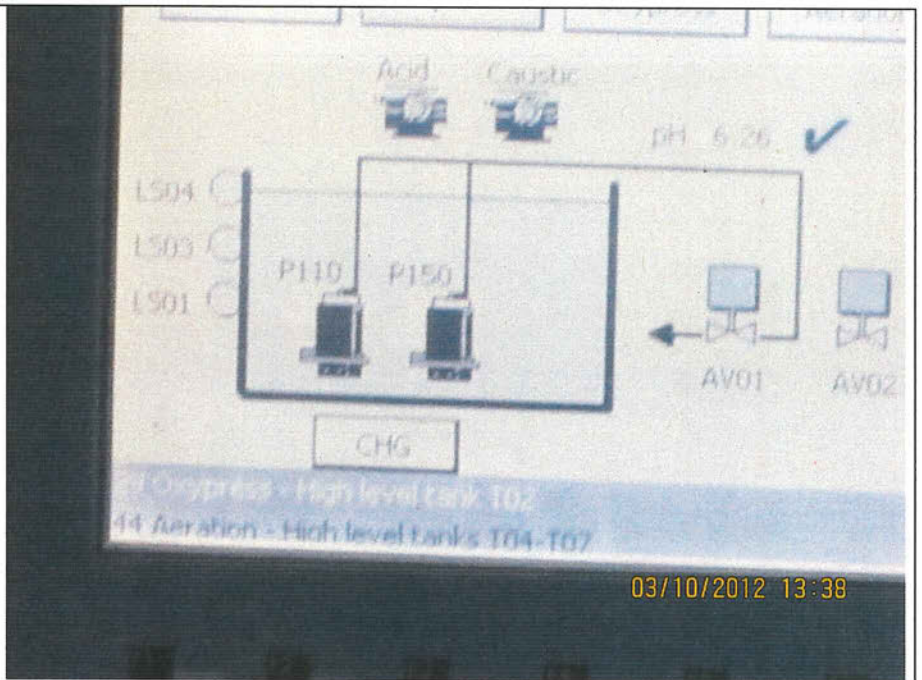 Acid Caustic
pH 6.26
LS04
LS03
P110 P150
LS01
AV01 AV02
CHG
Oxypress - High level tank T02
44 Aeration - High level tanks T04-T07
03/10/2012 13:38